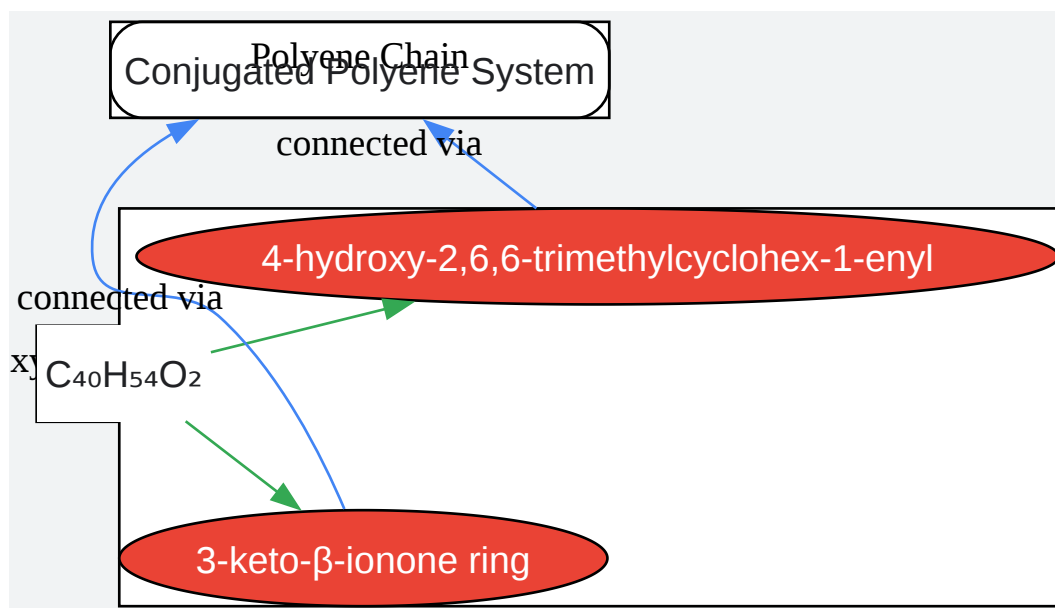 Polyene Chain
Conjugated Polyene System
connected via
4-hydroxy-2,6,6-trimethylcyclohex-1-enyl
connected via
C₄₀H₅₄O₂
3-keto-β-ionone ring